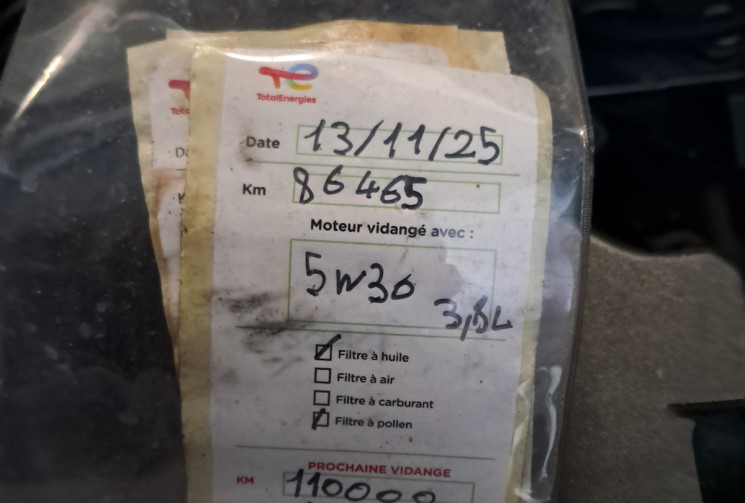 TotalEnergies
Date 13/11/25
Km 86465
Moteur vidangé avec :
5W30
3,8L
Filtre à huile
Filtre à air
Filtre à carburant
Filtre à pollen
PROCHAINE VIDANGE
KM 110000